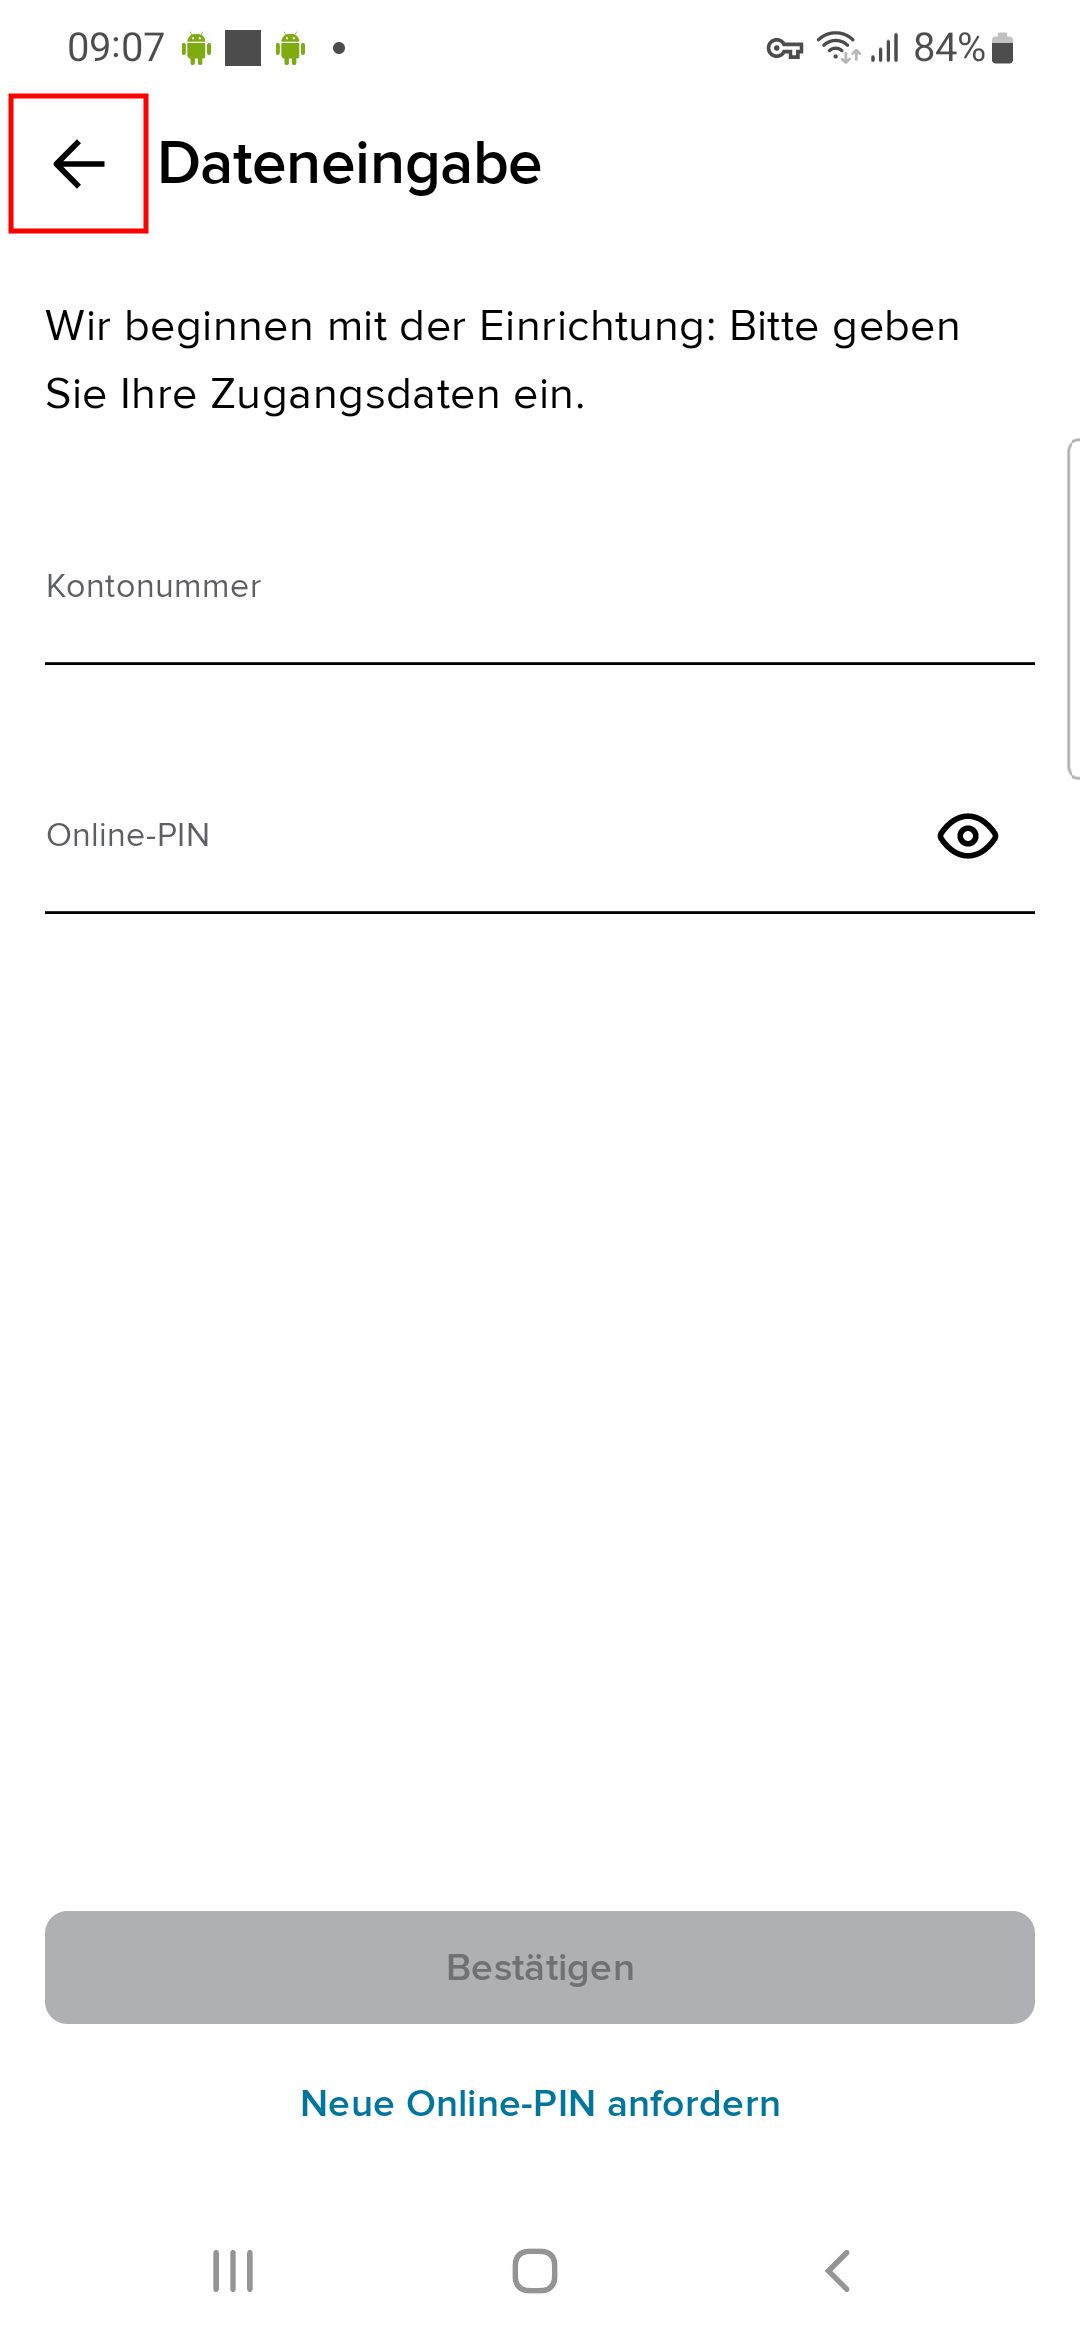 09:07
84%
Dateneingabe
Wir beginnen mit der Einrichtung: Bitte geben
Sie Ihre Zugangsdaten ein.
Kontonummer
Online-PIN
Bestätigen
Neue Online-PIN anfordern